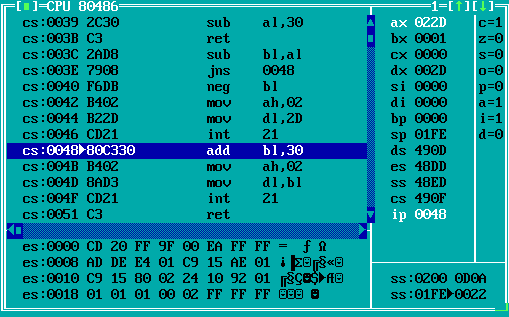 [■]=CPU 80486 1=[↑][↓]
cs:0039 2C30 sub al,30
cs:003B C3 ret
cs:003C 2AD8 sub bl,al
cs:003E 7908 jns 0048
cs:0040 F6DB neg bl
cs:0042 B402 mov ah,02
cs:0044 B22D mov dl,2D
cs:0046 CD21 int 21
cs:0048►80C330 add bl,30
cs:004B B402 mov ah,02
cs:004D 8AD3 mov dl,bl
cs:004F CD21 int 21
cs:0051 C3 ret
ax 022D c=1
bx 0001 z=0
cx 0000 s=0
dx 002D o=0
si 0000 p=0
di 0000 a=1
bp 0000 i=1
sp 01FE d=0
ds 490D
es 48DD
ss 48ED
cs 490F
ip 0048
es:0000 CD 20 FF 9F 00 EA FF FF = ƒ Ω
es:0008 AD DE E4 01 C9 15 AE 01
es:0010 C9 15 80 02 24 10 92 01
es:0018 01 01 01 00 02 FF FF FF
ss:0200 0D0A
ss:01FE►0022